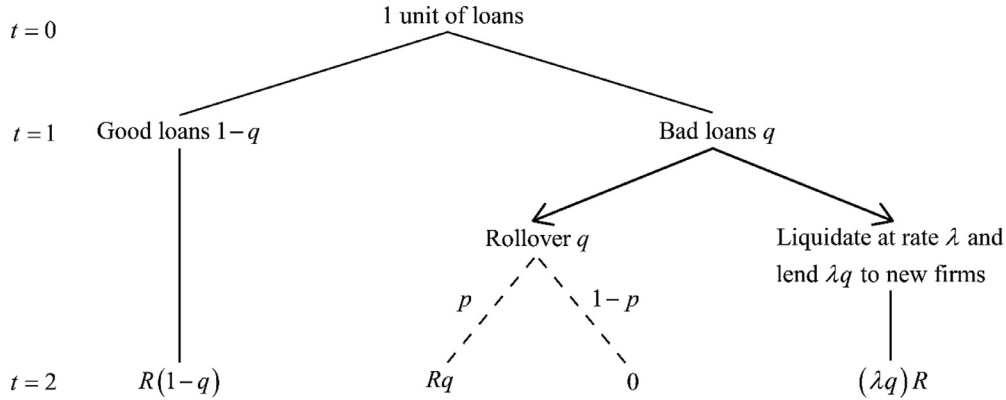 t = 0
1 unit of loans
t = 1
Good loans 1−q
Bad loans q
Rollover q
Liquidate at rate λ and
lend λq to new firms
p
1−p
t = 2
R(1−q)
Rq
0
(λq)R